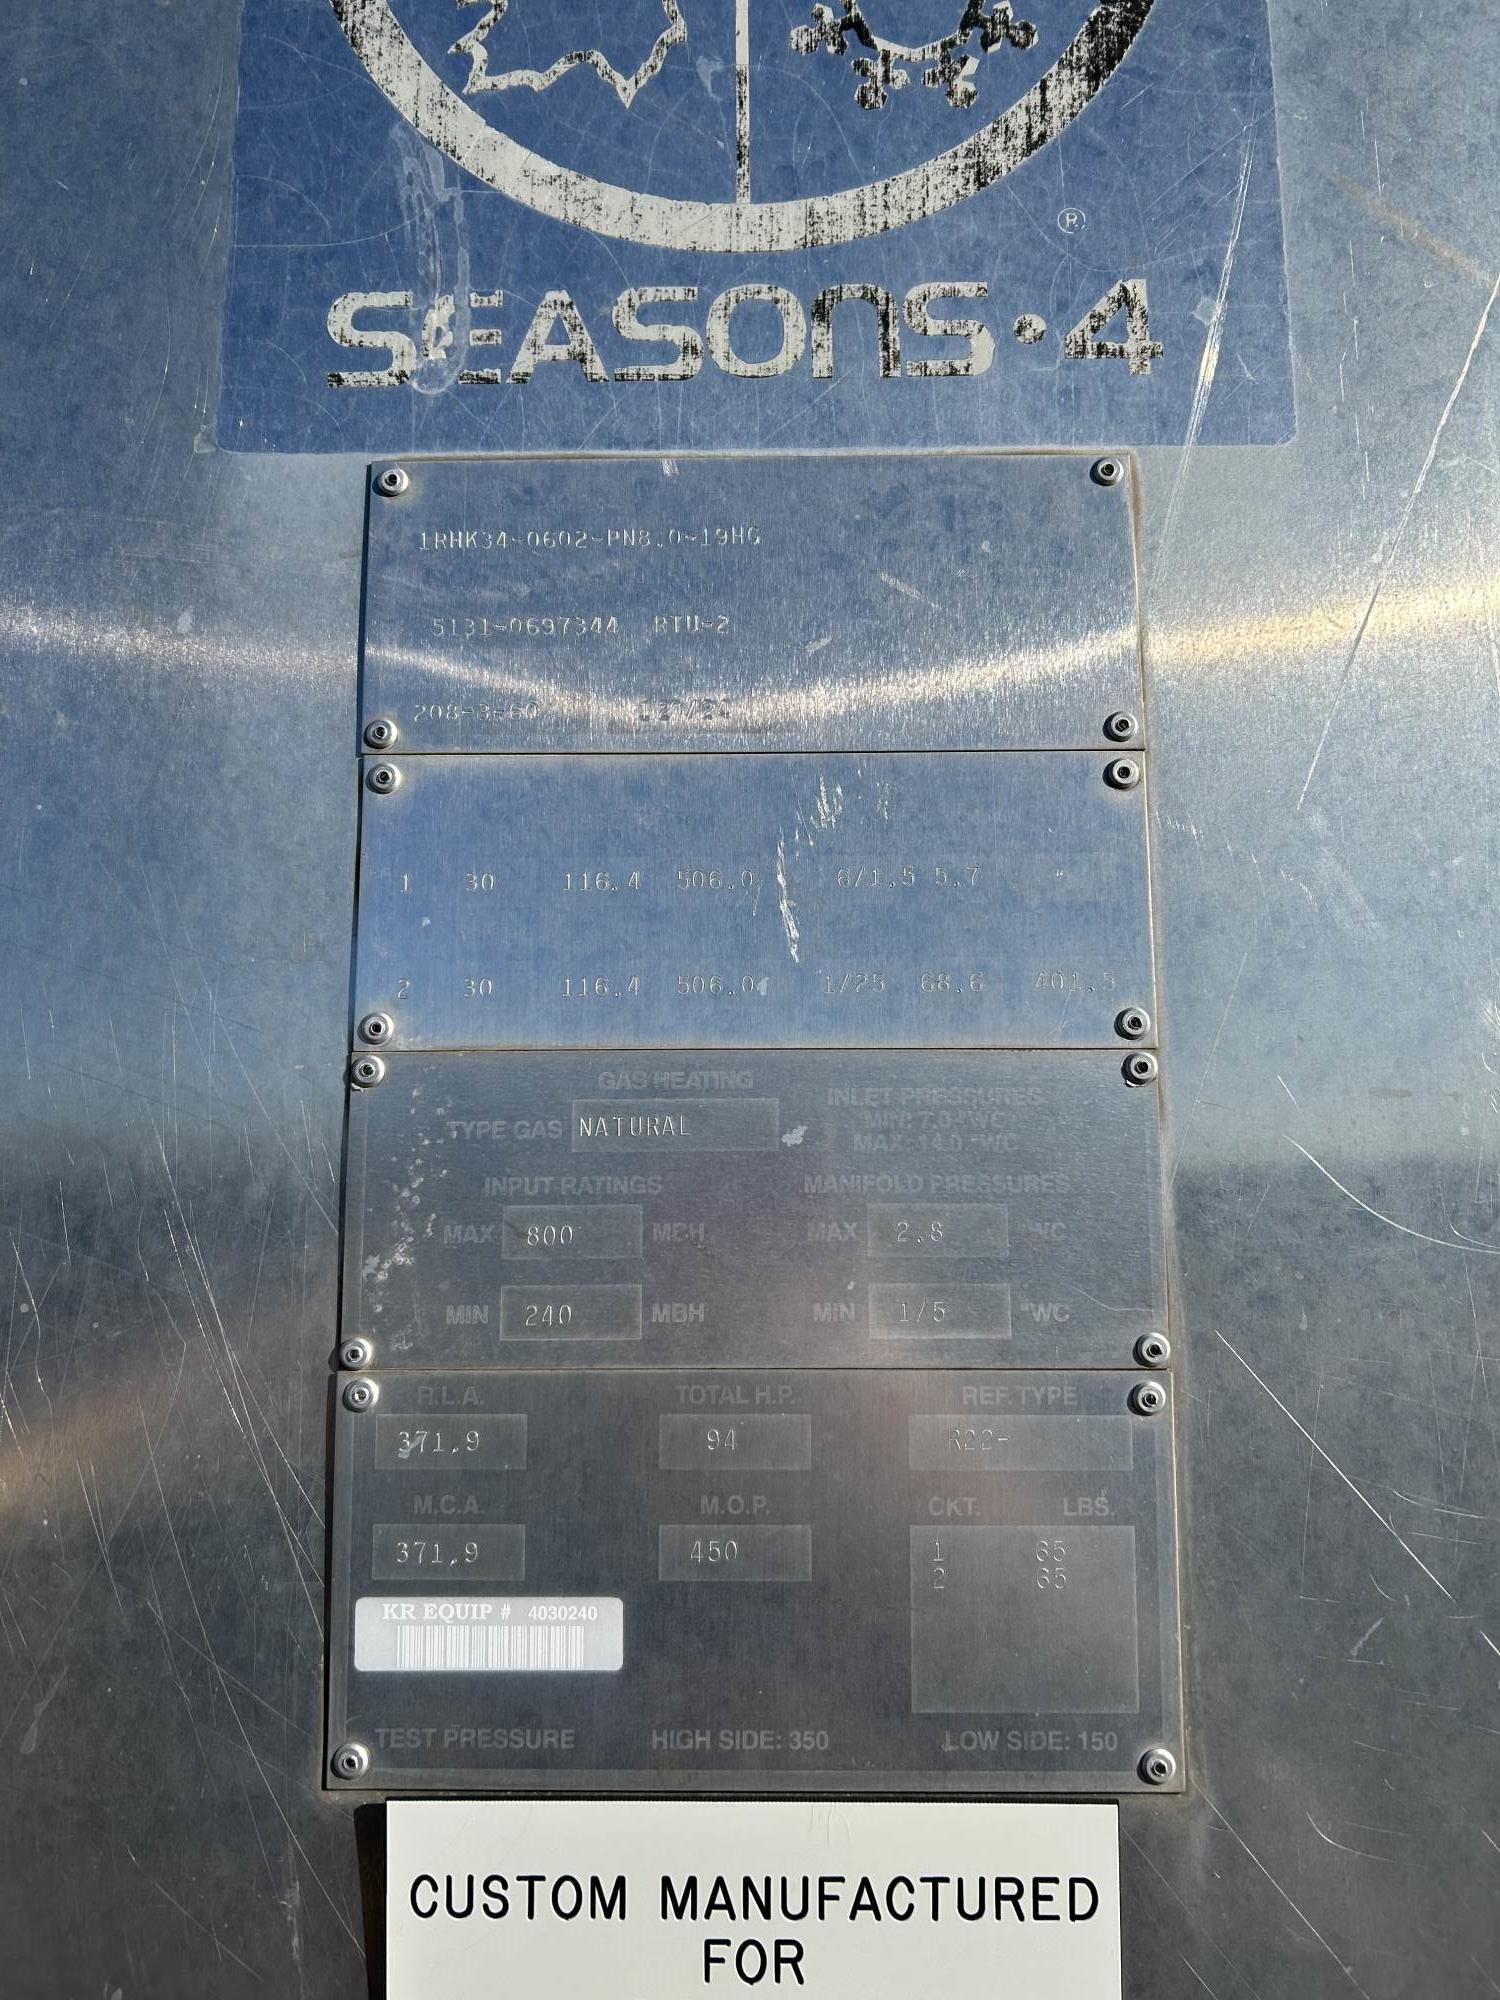 ®
SEASONS·4
1RHK34-0602-PN8.0-19HG
5131-0697344 RTU-2
208-3-60
1 30 116.4 506.0 6/1.5 5.7
2 30 116.4 506.0 1/25 68.6 401.5
GAS HEATING
INLET PRESSURES
MIN: 7.0 "WC
MAX: 14.0 "WC
TYPE GAS NATURAL
INPUT RATINGS MANIFOLD PRESSURES
MAX 800 MBH MAX 2.8 "WC
MIN 240 MBH MIN 1/5 "WC
R.L.A. TOTAL H.P. REF. TYPE
371.9 94 R22-
M.C.A. M.O.P. CKT. LBS.
371.9 450 1 65
2 65
KR EQUIP # 4030240
TEST PRESSURE HIGH SIDE: 350 LOW SIDE: 150
CUSTOM MANUFACTURED
FOR